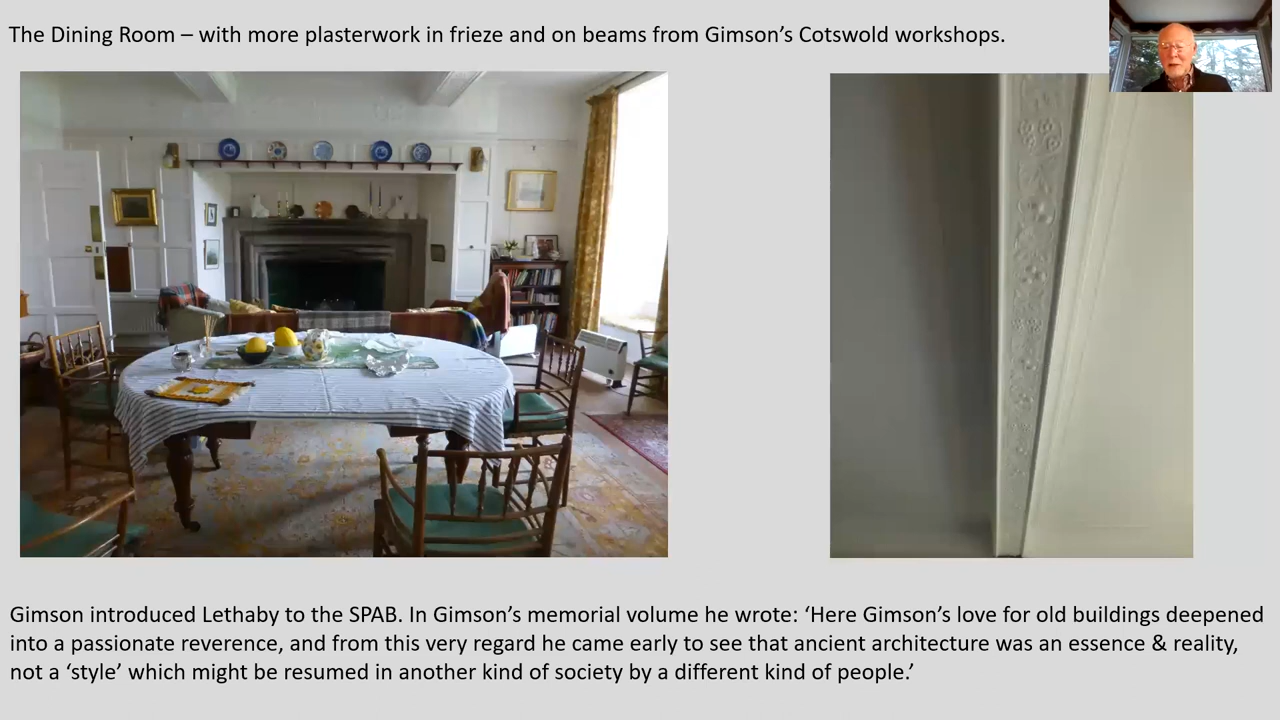 The Dining Room – with more plasterwork in frieze and on beams from Gimson’s Cotswold workshops.
Gimson introduced Lethaby to the SPAB. In Gimson’s memorial volume he wrote: ‘Here Gimson’s love for old buildings deepened
into a passionate reverence, and from this very regard he came early to see that ancient architecture was an essence & reality,
not a ‘style’ which might be resumed in another kind of society by a different kind of people.’